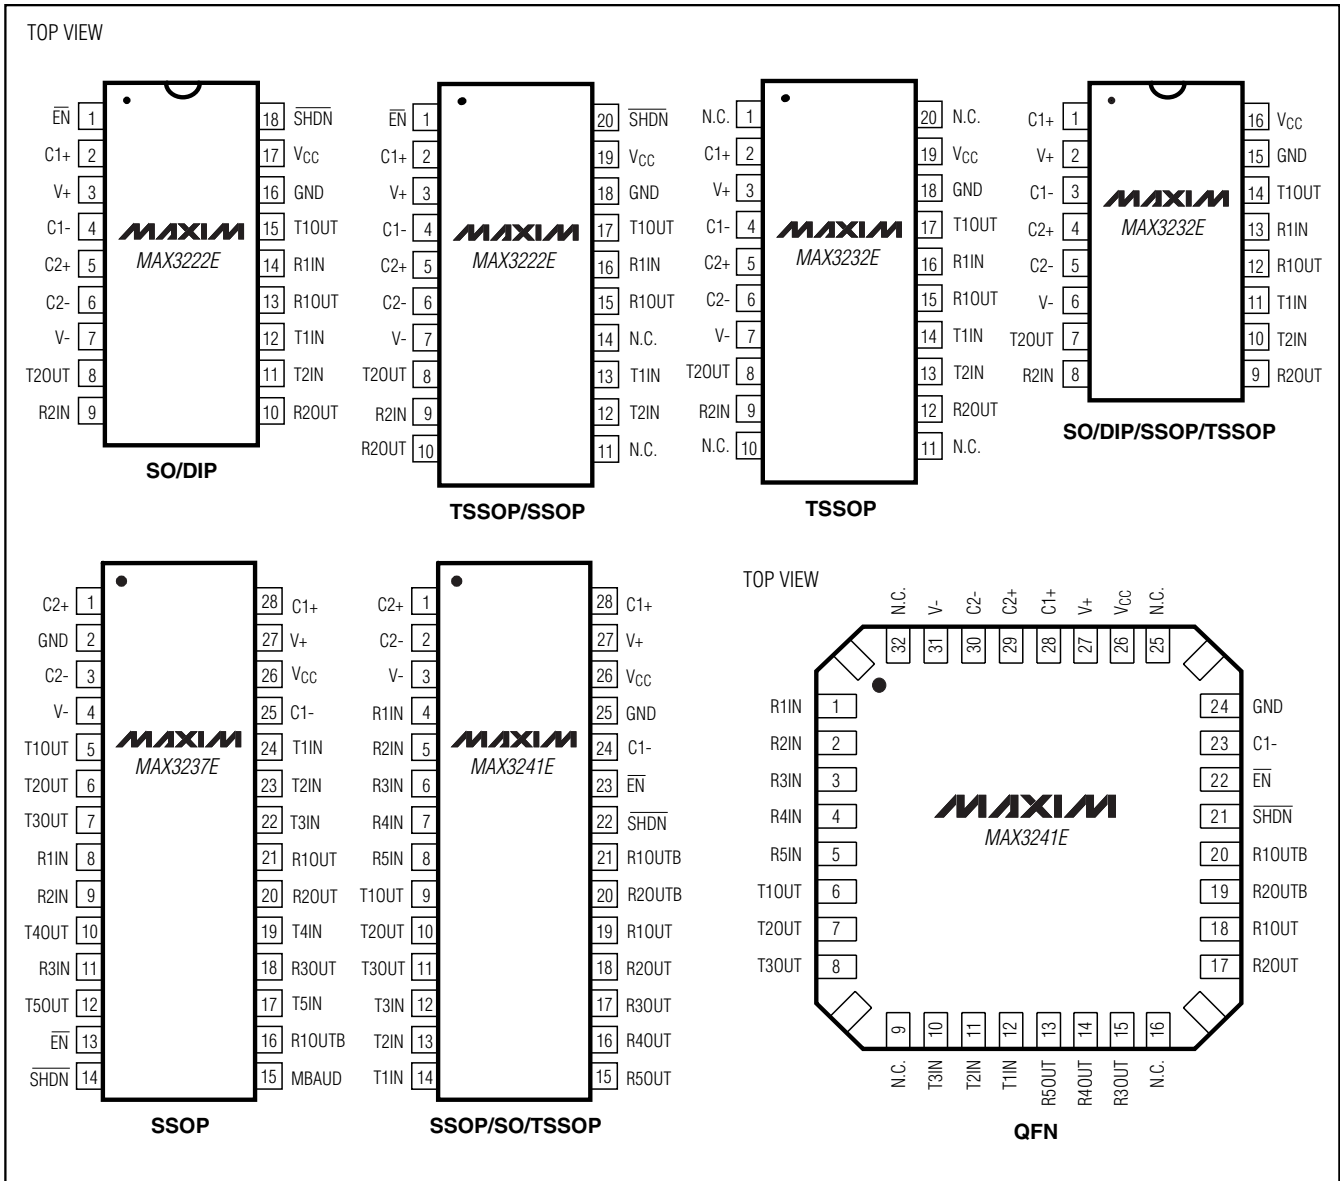 TOP VIEW
EN 1 18 SHDN
C1+ 2 17 VCC
V+ 3 16 GND
C1- 4 15 T1OUT
C2+ 5 14 R1IN
C2- 6 13 R1OUT
V- 7 12 T1IN
T2OUT 8 11 T2IN
R2IN 9 10 R2OUT
MAXIM
MAX3222E
SO/DIP
EN 1 20 SHDN
C1+ 2 19 VCC
V+ 3 18 GND
C1- 4 17 T1OUT
C2+ 5 16 R1IN
C2- 6 15 R1OUT
V- 7 14 N.C.
T2OUT 8 13 T1IN
R2IN 9 12 T2IN
R2OUT 10 11 N.C.
MAXIM
MAX3222E
TSSOP/SSOP
N.C. 1 20 N.C.
C1+ 2 19 VCC
V+ 3 18 GND
C1- 4 17 T1OUT
C2+ 5 16 R1IN
C2- 6 15 R1OUT
V- 7 14 T1IN
T2OUT 8 13 T2IN
R2IN 9 12 R2OUT
N.C. 10 11 N.C.
MAXIM
MAX3232E
TSSOP
C1+ 1 16 VCC
V+ 2 15 GND
C1- 3 14 T1OUT
C2+ 4 13 R1IN
C2- 5 12 R1OUT
V- 6 11 T1IN
T2OUT 7 10 T2IN
R2IN 8 9 R2OUT
MAXIM
MAX3232E
SO/DIP/SSOP/TSSOP
C2+ 1 28 C1+
GND 2 27 V+
C2- 3 26 VCC
V- 4 25 C1-
T1OUT 5 24 T1IN
T2OUT 6 23 T2IN
T3OUT 7 22 T3IN
R1IN 8 21 R1OUT
R2IN 9 20 R2OUT
T4OUT 10 19 T4IN
R3IN 11 18 R3OUT
T5OUT 12 17 T5IN
EN 13 16 R1OUTB
SHDN 14 15 MBAUD
MAXIM
MAX3237E
SSOP
C2+ 1 28 C1+
C2- 2 27 V+
V- 3 26 VCC
R1IN 4 25 GND
R2IN 5 24 C1-
R3IN 6 23 EN
R4IN 7 22 SHDN
R5IN 8 21 R1OUTB
T1OUT 9 20 R2OUTB
T2OUT 10 19 R1OUT
T3OUT 11 18 R2OUT
T3IN 12 17 R3OUT
T2IN 13 16 R4OUT
T1IN 14 15 R5OUT
MAXIM
MAX3241E
SSOP/SO/TSSOP
TOP VIEW
N.C. V- C2- C2+ C1+ V+ VCC N.C.
32 31 30 29 28 27 26 25
R1IN 1 24 GND
R2IN 2 23 C1-
R3IN 3 22 EN
R4IN 4 21 SHDN
R5IN 5 20 R1OUTB
T1OUT 6 19 R2OUTB
T2OUT 7 18 R1OUT
T3OUT 8 17 R2OUT
MAXIM
MAX3241E
9 10 11 12 13 14 15 16
N.C. T3IN T2IN T1IN R5OUT R4OUT R3OUT N.C.
QFN